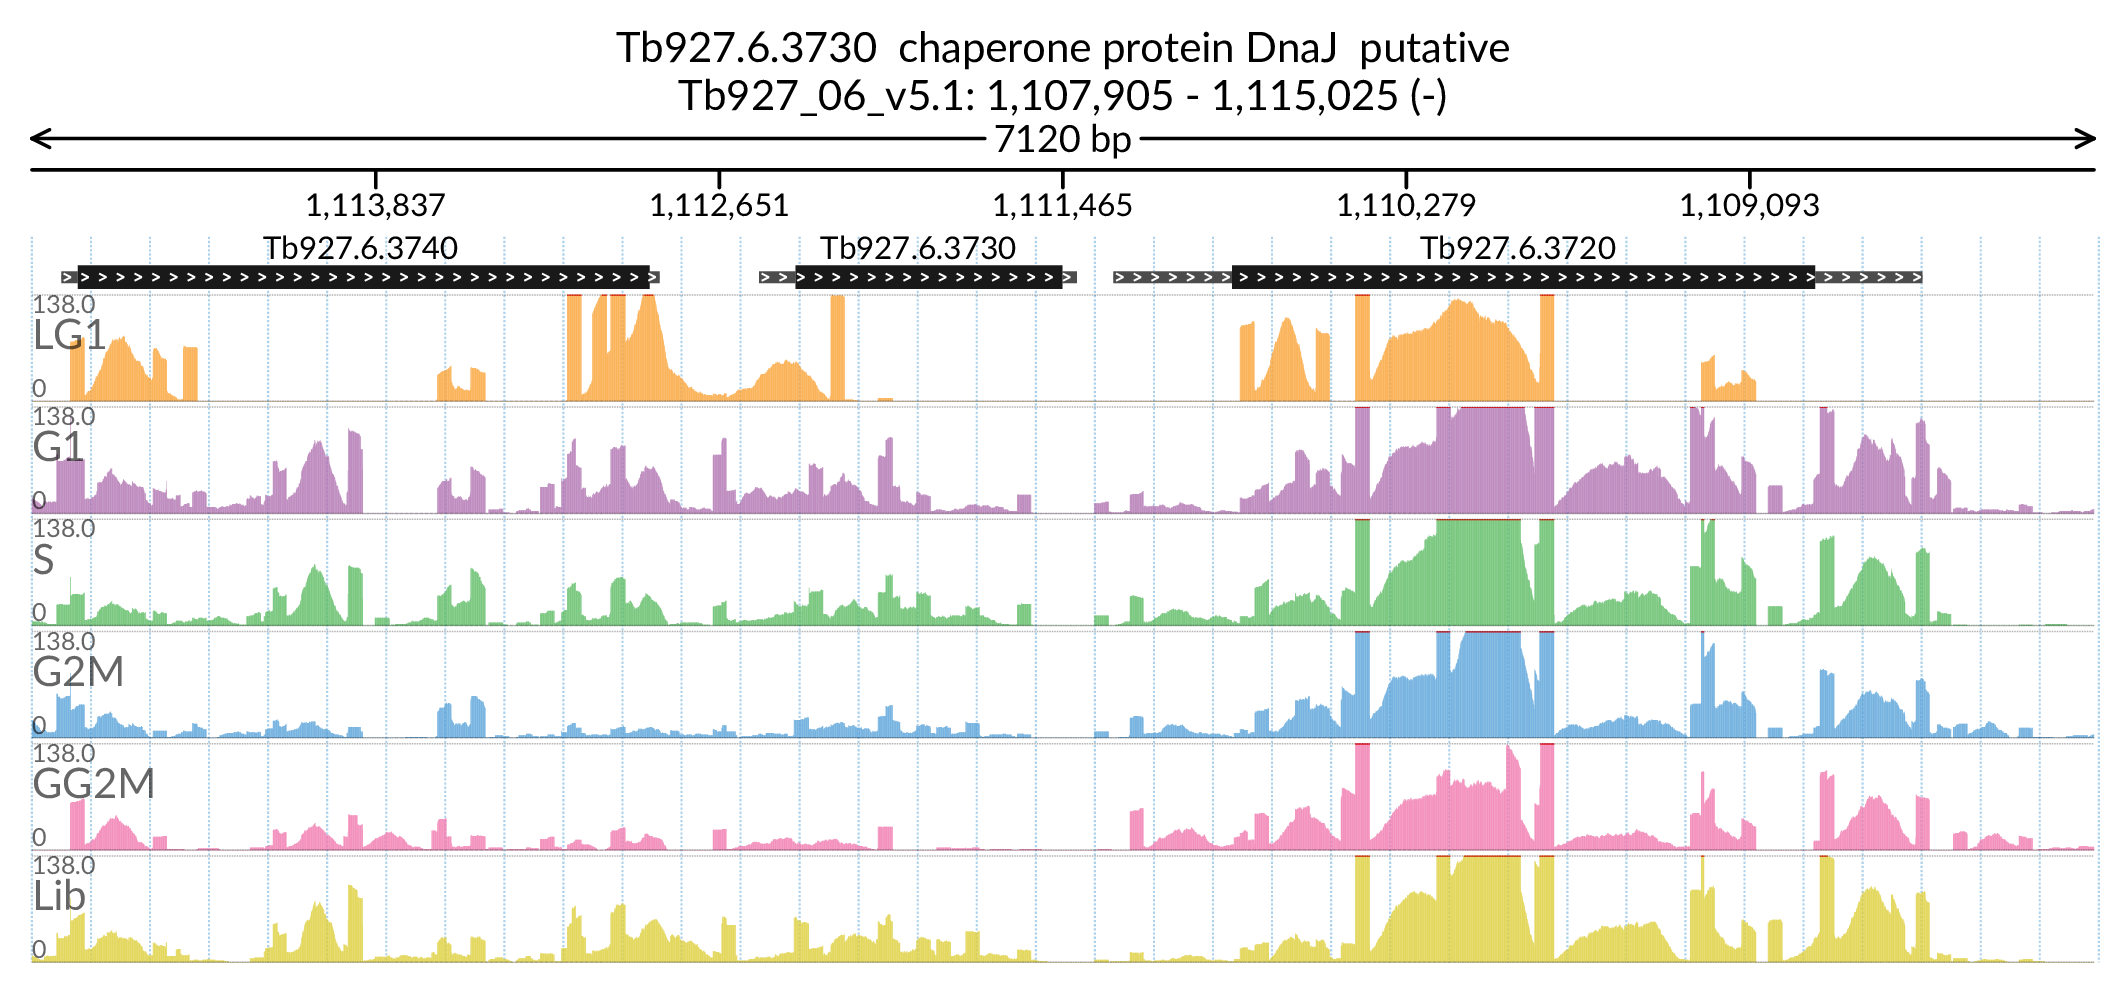 Tb927.6.3730  chaperone protein DnaJ  putative
Tb927_06_v5.1: 1,107,905 - 1,115,025 (-)
7120 bp
1,113,837 1,112,651 1,111,465 1,110,279 1,109,093
Tb927.6.3740 Tb927.6.3730 Tb927.6.3720
138.0
LG1
0
138.0
G1
0
138.0
S
0
138.0
G2M
0
138.0
GG2M
0
138.0
Lib
0